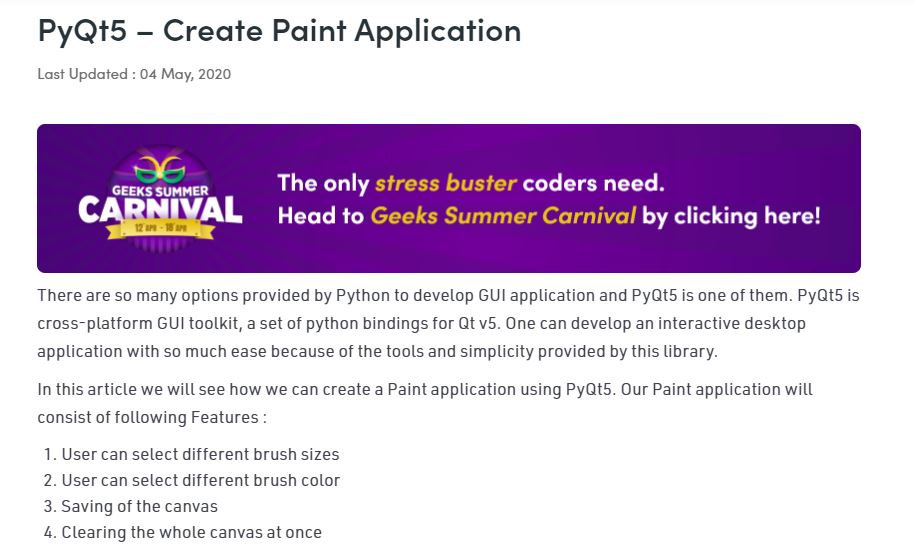 PyQt5 – Create Paint Application
Last Updated : 04 May, 2020
GEEKS SUMMER
CARNIVAL
12 APR - 18 APR
The only stress buster coders need.
Head to Geeks Summer Carnival by clicking here!
There are so many options provided by Python to develop GUI application and PyQt5 is one of them. PyQt5 is
cross-platform GUI toolkit, a set of python bindings for Qt v5. One can develop an interactive desktop
application with so much ease because of the tools and simplicity provided by this library.
In this article we will see how we can create a Paint application using PyQt5. Our Paint application will
consist of following Features :
1. User can select different brush sizes
2. User can select different brush color
3. Saving of the canvas
4. Clearing the whole canvas at once